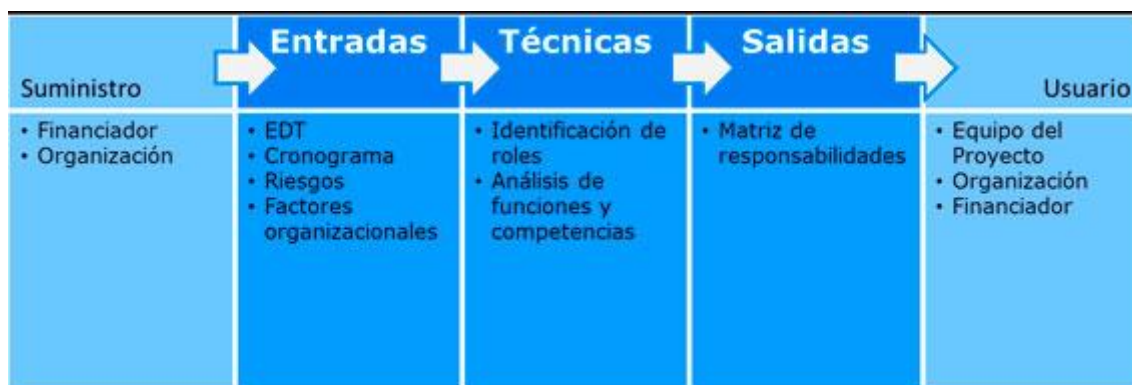 Suministro
Entradas
Técnicas
Salidas
Usuario
• Financiador
• Organización
• EDT
• Cronograma
• Riesgos
• Factores
organizacionales
• Identificación de
roles
• Análisis de
funciones y
competencias
• Matriz de
responsabilidades
• Equipo del
Proyecto
• Organización
• Financiador